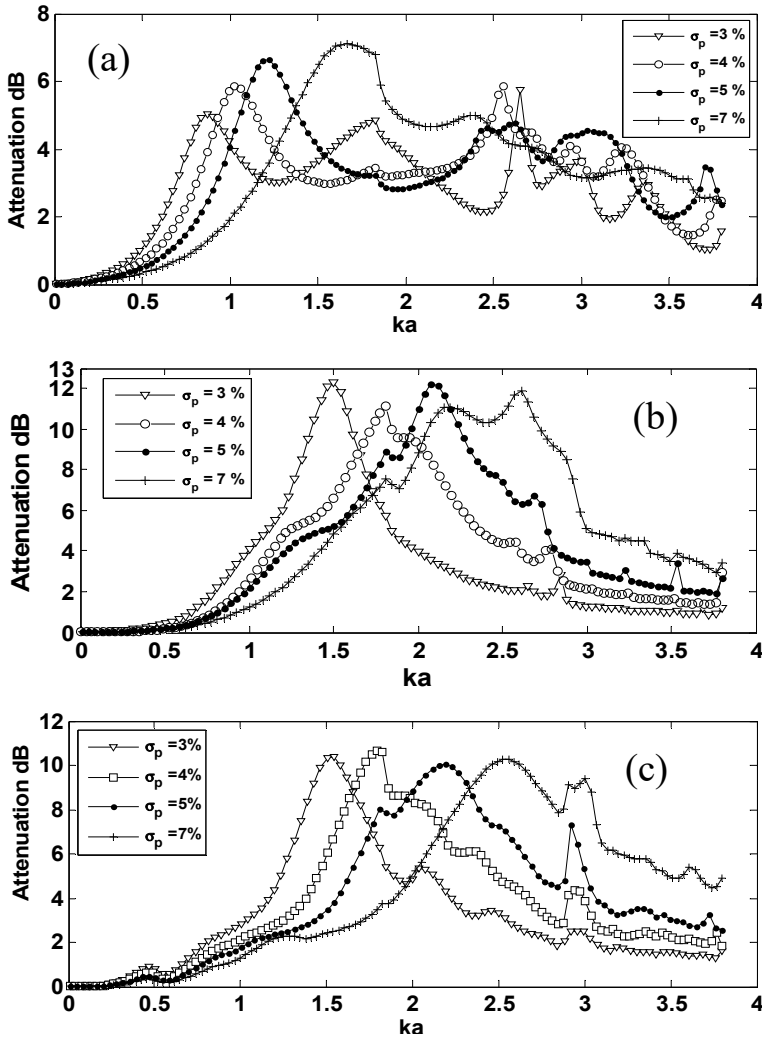 (a)
σp =3 %
σp =4 %
σp =5 %
σp =7 %
Attenuation dB
8
6
4
2
0
0 0.5 1 1.5 2 2.5 3 3.5 4
ka
(b)
σp = 3 %
σp = 4 %
σp = 5 %
σp = 7 %
Attenuation dB
13
12
10
8
6
4
2
0
0 0.5 1 1.5 2 2.5 3 3.5 4
ka
(c)
σp =3%
σp =4%
σp =5%
σp =7%
Attenuation dB
12
10
8
6
4
2
0
0 0.5 1 1.5 2 2.5 3 3.5 4
ka